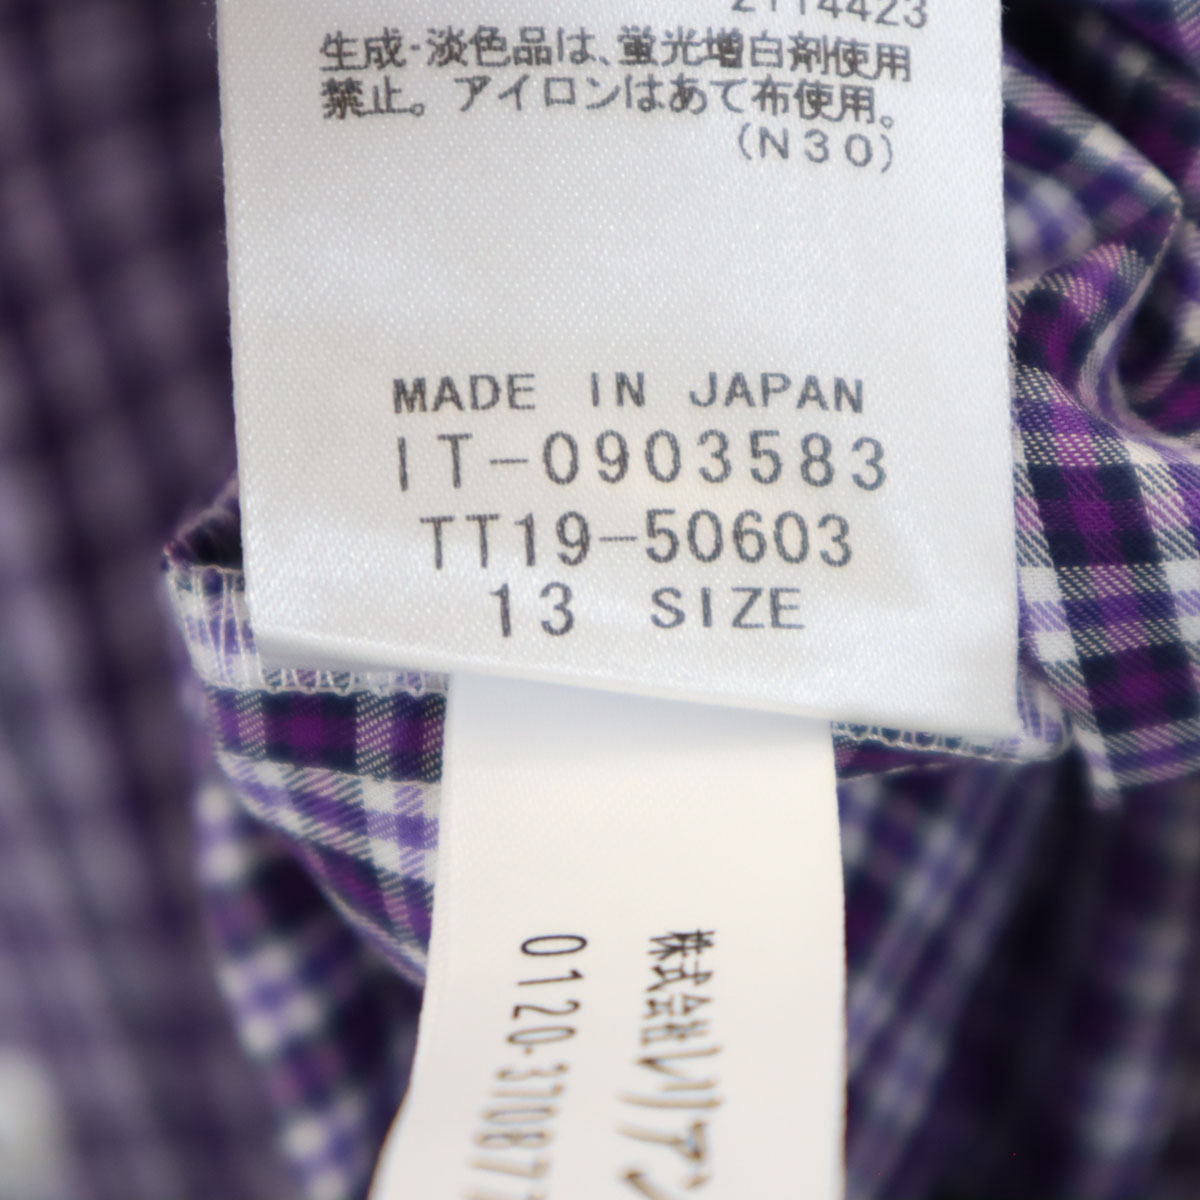 2114423
生成・淡色品は、蛍光増白剤使用
禁止。アイロンはあて布使用。
(N30)
MADE IN JAPAN
IT-0903583
TT19-50603
13 SIZE
株式会社レリアン
0120-370877